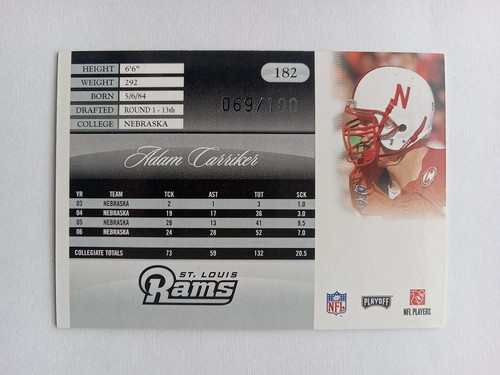 182
HEIGHT 6'6"
WEIGHT 292
BORN 5/6/84
DRAFTED ROUND 1 - 13th
COLLEGE NEBRASKA
069/100
Adam Carriker
YR TEAM TCK AST TOT SCK
03 NEBRASKA 2 1 3 1.0
04 NEBRASKA 19 17 36 3.0
05 NEBRASKA 28 13 41 9.5
06 NEBRASKA 24 28 52 7.0
COLLEGIATE TOTALS 73 59 132 20.5
ST. LOUIS
Rams
N
NFL
PLAYOFF
NFL PLAYERS